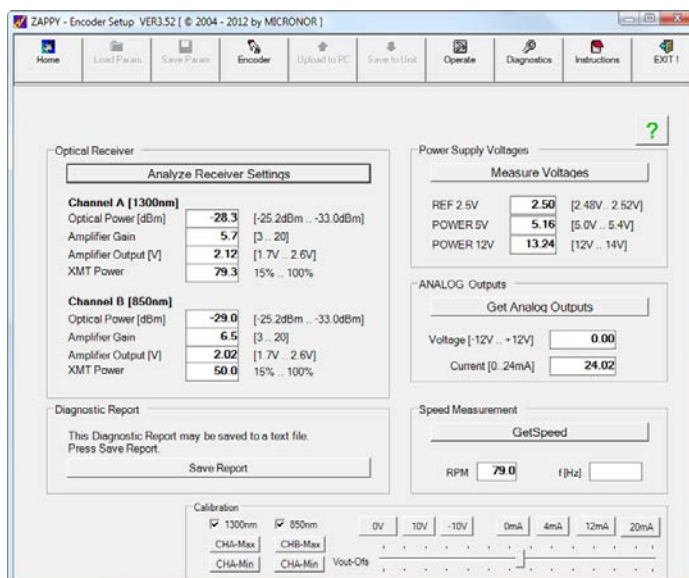 ZAPPY - Encoder Setup VER3.52 [ © 2004 - 2012 by MICRONOR ]
Home Load Param Save Param Encoder Upload to PC Save to Unit Operate Diagnostics Instructions EXIT !
?
Optical Receiver
Analyze Receiver Settings
Channel A [1300nm]
Optical Power [dBm] -28.3 [-25.2dBm .. -33.0dBm]
Amplifier Gain 5.7 [3 .. 20]
Amplifier Output [V] 2.12 [1.7V .. 2.6V]
XMT Power 79.3 15% .. 100%
Channel B [850nm]
Optical Power [dBm] -29.0 [-25.2dBm .. -33.0dBm]
Amplifier Gain 6.5 [3 .. 20]
Amplifier Output [V] 2.02 [1.7V .. 2.6V]
XMT Power 50.0 15% .. 100%
Power Supply Voltages
Measure Voltages
REF 2.5V 2.50 [2.48V.. 2.52V]
POWER 5V 5.16 [5.0V .. 5.4V]
POWER 12V 13.24 [12V .. 14V]
ANALOG Outputs
Get Analog Outputs
Voltage [-12V .. +12V] 0.00
Current [0..24mA] 24.02
Diagnostic Report
This Diagnostic Report may be saved to a text file.
Press Save Report.
Save Report
Speed Measurement
GetSpeed
RPM 79.0 f [Hz]
Calibration
1300nm 850nm 0V 10V -10V 0mA 4mA 12mA 20mA
CHA-Max CHB-Max
CHA-Min CHA-Min Vout-Ofs